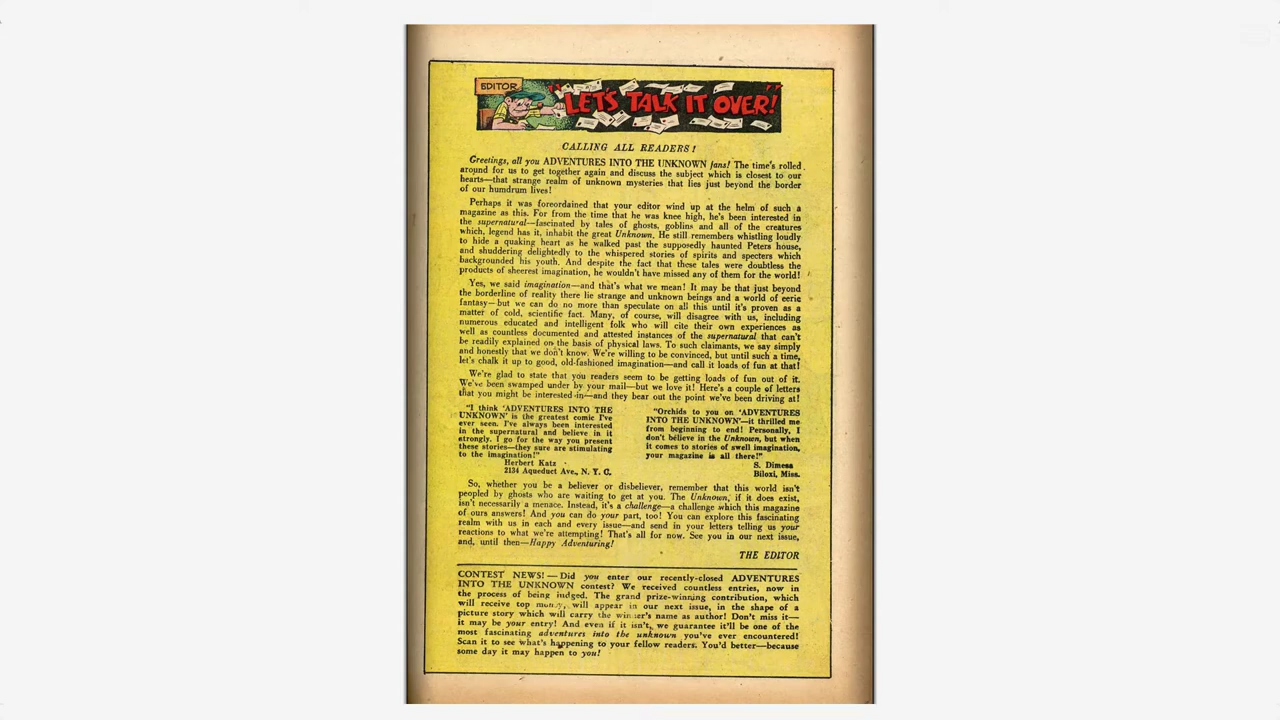 EDITOR
"LET'S TALK IT OVER!"
CALLING ALL READERS!
Greetings, all you ADVENTURES INTO THE UNKNOWN fans! The time's rolled
around for us to get together again and discuss the subject which is closest to our
hearts—that strange realm of unknown mysteries that lies just beyond the border
of our humdrum lives!
Perhaps it was foreordained that your editor wind up at the helm of such a
magazine as this. For from the time that he was knee high, he's been interested in
the supernatural—fascinated by tales of ghosts, goblins and all of the creatures
which, legend has it, inhabit the great Unknown. He still remembers whistling loudly
to hide a quaking heart as he walked past the supposedly haunted Peters house,
and shuddering delightedly to the whispered stories of spirits and specters which
backgrounded his youth. And despite the fact that these tales were doubtless the
products of sheerest imagination, he wouldn't have missed any of them for the world!
Yes, we said imagination—and that's what we mean! It may be that just beyond
the borderline of reality there lie strange and unknown beings and a world of eerie
fantasy—but we can do no more than speculate on all this until it's proven as a
matter of cold, scientific fact. Many, of course, will disagree with us, including
numerous educated and intelligent folk who will cite their own experiences as
well as countless documented and attested instances of the supernatural that can't
be readily explained on the basis of physical laws. To such claimants, we say simply
and honestly that we don't know. We're willing to be convinced, but until such a time,
let's chalk it up to good, old-fashioned imagination—and call it loads of fun at that!
We're glad to state that you readers seem to be getting loads of fun out of it.
We've been swamped under by your mail—but we love it! Here's a couple of letters
that you might be interested in—and they bear out the point we've been driving at!
"I think 'ADVENTURES INTO THE
UNKNOWN' is the greatest comic I've
ever seen. I've always been interested
in the supernatural and believe in it
strongly. I go for the way you present
these stories—they sure are stimulating
to the imagination!"
Herbert Katz
2134 Aqueduct Ave., N. Y. C.
"Orchids to you on 'ADVENTURES
INTO THE UNKNOWN'—it thrilled me
from beginning to end! Personally, I
don't believe in the Unknown, but when
it comes to stories of swell imagination,
your magazine is all there!"
S. Dimesa
Biloxi, Miss.
So, whether you be a believer or disbeliever, remember that this world isn't
peopled by ghosts who are waiting to get at you. The Unknown, if it does exist,
isn't necessarily a menace. Instead, it's a challenge—a challenge which this magazine
of ours answers! And you can do your part, too! You can explore this fascinating
realm with us in each and every issue—and send in your letters telling us your
reactions to what we're attempting! That's all for now. See you in our next issue,
and, until then—Happy Adventuring!
THE EDITOR
CONTEST NEWS!—Did you enter our recently-closed ADVENTURES
INTO THE UNKNOWN contest? We received countless entries, now in
the process of being judged. The grand prize-winning contribution, which
will receive top money, will appear in our next issue, in the shape of a
picture story which will carry the winner's name as author! Don't miss it—
it may be your entry! And even if it isn't, we guarantee it'll be one of the
most fascinating adventures into the unknown you've ever encountered!
Scan it to see what's happening to your fellow readers. You'd better—because
some day it may happen to you!